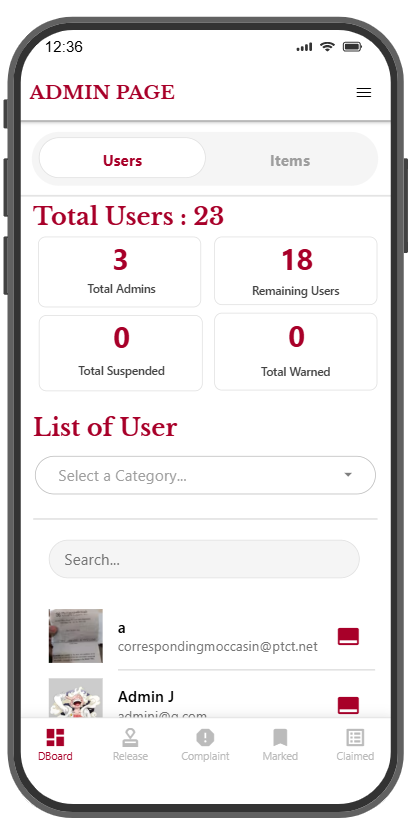 12:36
ADMIN PAGE
Users
Items
Total Users : 23
3
Total Admins
18
Remaining Users
0
Total Suspended
0
Total Warned
List of User
Select a Category...
Search...
a
correspondingmoccasin@ptct.net
Admin J
adminj@g.com
DBoard
Release
Complaint
Marked
Claimed